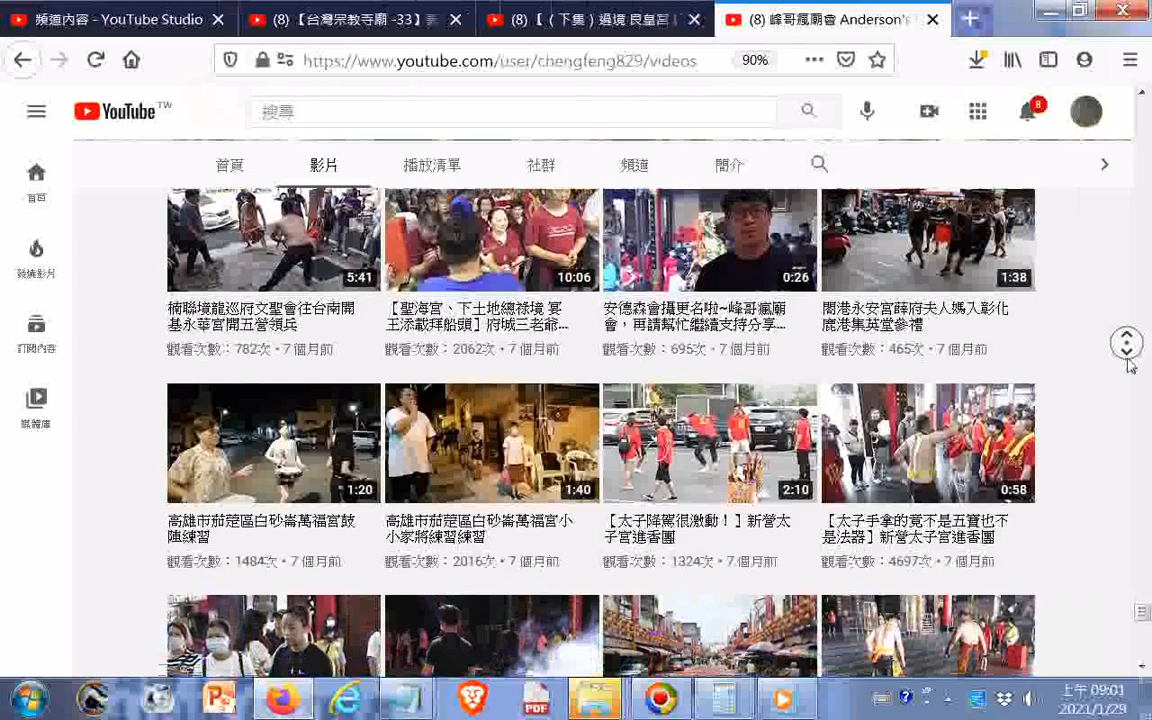 頻道內容 - YouTube Studio
(8) 【台灣宗教寺廟 -33】
(8) 【（下集）遶境 良皇宮
(8) 峰哥瘋廟會 Anderson's
https://www.youtube.com/user/chengfeng829/videos
90%
YouTube TW
搜尋
8
首頁 影片 播放清單 社群 頻道 簡介
首頁
發燒影片
訂閱內容
媒體庫
5:41
10:06
0:26
1:38
楠聯境龍巡府文聖會往台南開
基永華宮開五營領兵
觀看次數：782次 • 7 個月前
【聖海宮、下土地總祿境 宴
王添載拜船頭】府城三老爺...
觀看次數：2062次 • 7 個月前
安德森會攝更名啦~峰哥瘋廟
會，再請幫忙繼續支持分享...
觀看次數：695次 • 7 個月前
閤港永安宮薛府夫人媽入彰化
鹿港集英堂參禮
觀看次數：465次 • 7 個月前
1:20
1:40
2:10
0:58
高雄市茄萣區白砂崙萬福宮鼓
陣練習
觀看次數：1484次 • 7 個月前
高雄市茄萣區白砂崙萬福宮小
小家將練習
觀看次數：2016次 • 7 個月前
【太子降駕很激動！】新營太
子宮進香團
觀看次數：1324次 • 7 個月前
【太子手拿的竟不是五寶也不
是法器】新營太子宮進香團
觀看次數：4697次 • 7 個月前
PDF
上午 09:01
2021/1/29